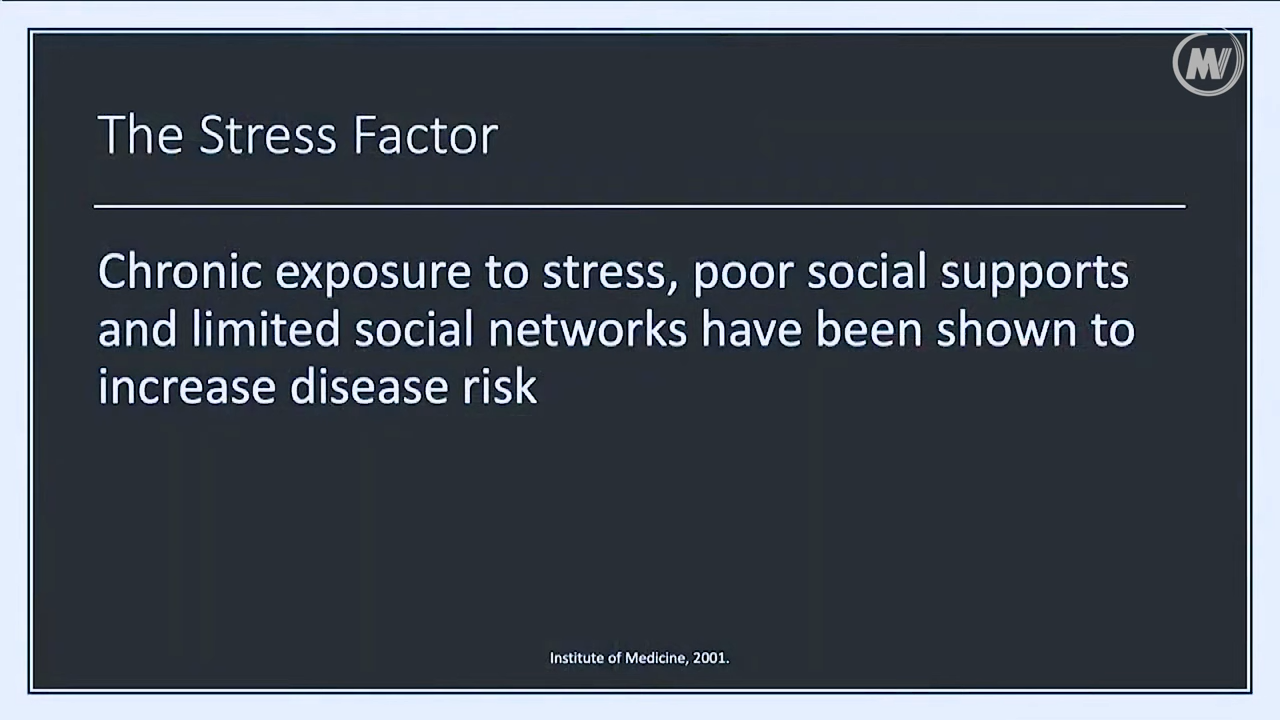 MV
The Stress Factor
Chronic exposure to stress, poor social supports
and limited social networks have been shown to
increase disease risk
Institute of Medicine, 2001.